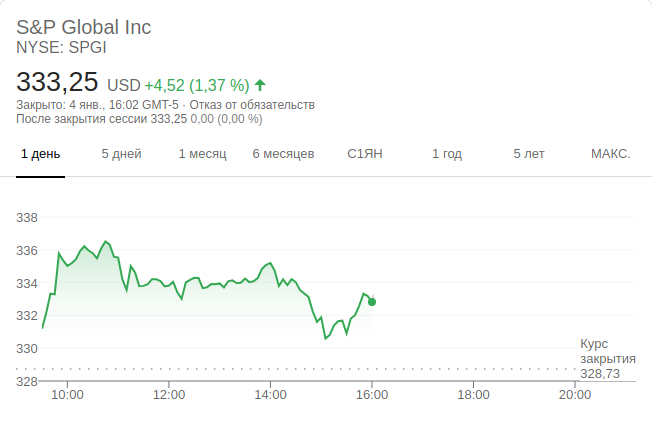 S&P Global Inc
NYSE: SPGI
333,25 USD +4,52 (1,37 %)
Закрыто: 4 янв., 16:02 GMT-5 · Отказ от обязательств
После закрытия сессии 333,25 0,00 (0,00 %)
1 день 5 дней 1 месяц 6 месяцев С1ЯН 1 год 5 лет МАКС.
338
336
334
332
330
328
Курс
закрытия
328,73
10:00 12:00 14:00 16:00 18:00 20:00